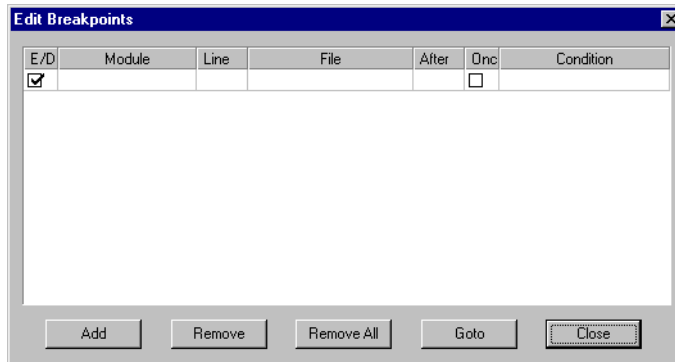 Edit Breakpoints
E/D Module Line File After Onc Condition
Add Remove Remove All Goto Close